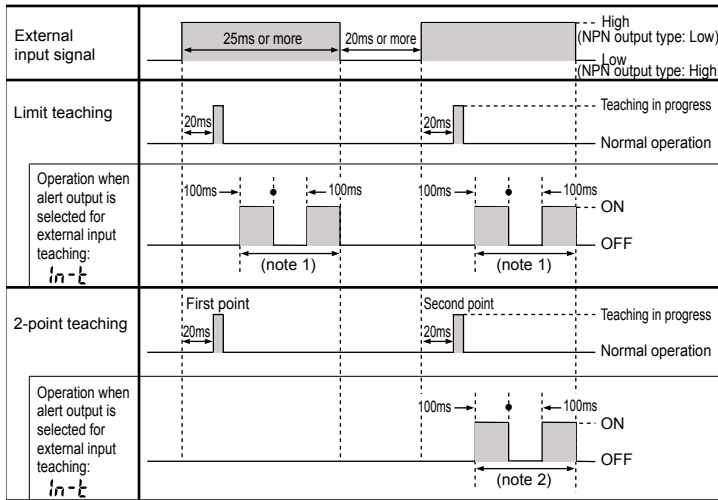 External
input signal
25ms or more
20ms or more
High
(NPN output type: Low)
Low
(NPN output type: High
Limit teaching
20ms
20ms
Teaching in progress
Normal operation
Operation when
alert output is
selected for
external input
teaching:
In-t
100ms
100ms
100ms
100ms
ON
OFF
(note 1)
(note 1)
2-point teaching
First point
Second point
20ms
20ms
Teaching in progress
Normal operation
Operation when
alert output is
selected for
external input
teaching:
In-t
100ms
100ms
ON
OFF
(note 2)